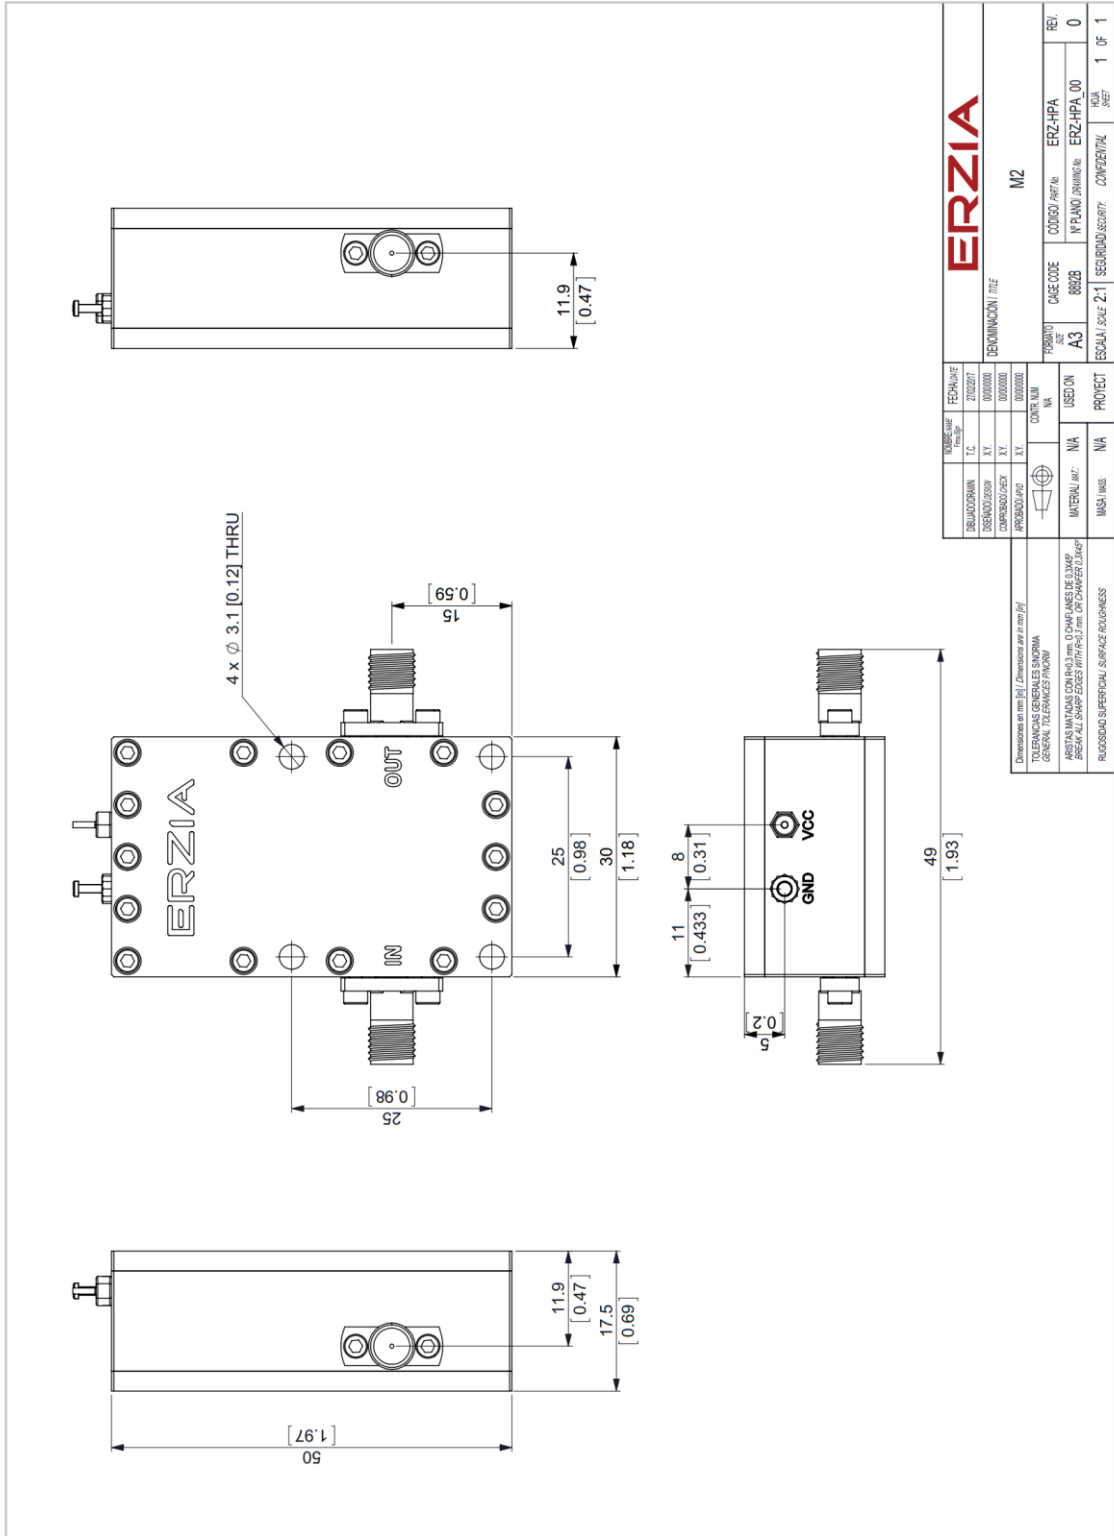 11.9
[0.47]
4 x ∅ 3.1 [0.12] THRU
15
[0.59]
ERZIA
OUT
IN
25
[0.98]
30
[1.18]
25
[0.98]
8
[0.31]
11
[0.433]
VCC
GND
5
[0.2]
49
[1.93]
11.9
[0.47]
17.5
[0.69]
50
[1.97]
Dimensiones en mm [in] / Dimensions are in mm [in]
TOLERANCIAS GENERALES S/NORMA
GENERAL TOLERANCES P/NORM
ARISTAS MATADAS CON R=0,3 mm. O CHAFLANES DE 0,3X45º
BREAK ALL SHARP EDGES WITH R=0,3 mm. OR CHAMFER 0,3X45º
RUGOSIDAD SUPERFICIAL/ SURFACE ROUGHNESS
NOMBRE/NAME
FECHA/DATE
DIBUJADO/DRAWN T.C. 27/02/2017
DISEÑADO/DESIGN X.Y. 00/00/0000
COMPROBADO/CHECK X.Y. 00/00/0000
APROBADO/APV'D X.Y. 00/00/0000
CONTR. NUM
N/A
MATERIAL/ MAT.: N/A
USED ON
MASA / MASS: N/A
PROYECT
ERZIA
DENOMINACIÓN / TITLE
M2
FORMATO
SIZE
A3
CAGE CODE
8892B
CÓDIGO/ PART No. ERZ-HPA
REV.
Nº PLANO/ DRAWING No. ERZ-HPA_00
0
ESCALA / SCALE 2:1
SEGURIDAD/ SECURITY: CONFIDENTIAL
HOJA
SHEET
1 OF 1